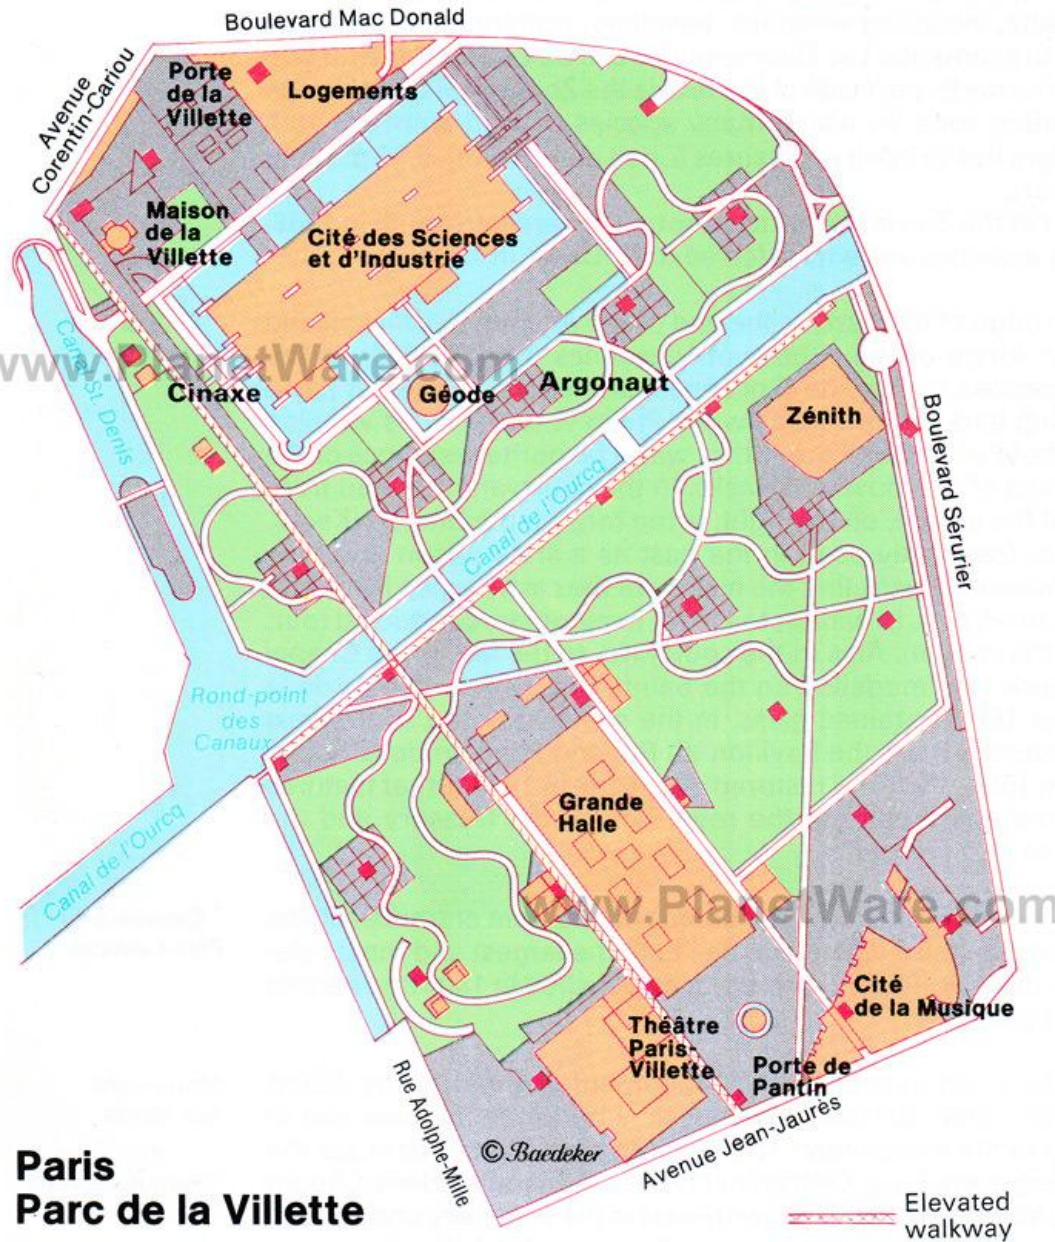 Boulevard Mac Donald
Avenue
Corentin-Cariou
Porte
de la
Villette
Logements
Maison
de la
Villette
Cité des Sciences
et d'Industrie
www.PlanetWare.com
Canal St. Denis
Cinaxe
Géode
Argonaut
Zénith
Boulevard Sérurier
Canal de l'Ourcq
Rond-point
des
Canaux
Canal de l'Ourcq
Grande
Halle
www.PlanetWare.com
Cité
de la Musique
Théâtre
Paris-
Villette
Porte de
Pantin
Rue Adolphe-Mille
Avenue Jean-Jaurès
© Baedeker
Paris
Parc de la Villette
Elevated
walkway